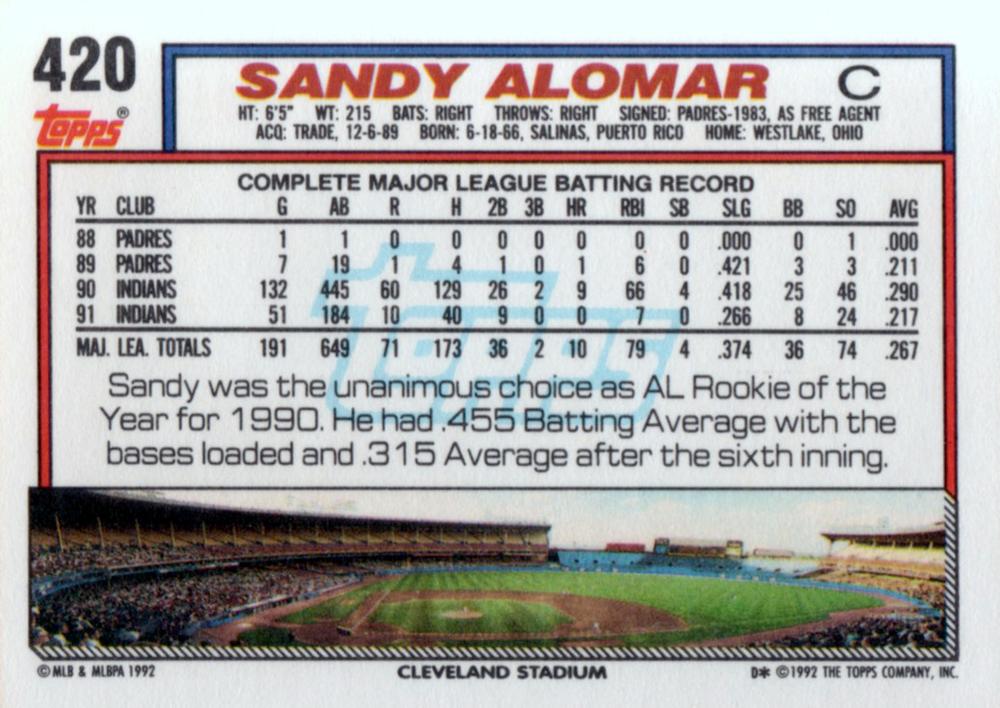 420
Topps®
SANDY ALOMAR C
HT: 6'5" WT: 215 BATS: RIGHT THROWS: RIGHT SIGNED: PADRES-1983, AS FREE AGENT
ACQ: TRADE, 12-6-89 BORN: 6-18-66, SALINAS, PUERTO RICO HOME: WESTLAKE, OHIO
COMPLETE MAJOR LEAGUE BATTING RECORD
YR CLUB G AB R H 2B 3B HR RBI SB SLG BB SO AVG
88 PADRES 1 1 0 0 0 0 0 0 0 .000 0 1 .000
89 PADRES 7 19 1 4 1 0 1 6 0 .421 3 3 .211
90 INDIANS 132 445 60 129 26 2 9 66 4 .418 25 46 .290
91 INDIANS 51 184 10 40 9 0 0 7 0 .266 8 24 .217
MAJ. LEA. TOTALS 191 649 71 173 36 2 10 79 4 .374 36 74 .267
Topps
Sandy was the unanimous choice as AL Rookie of the
Year for 1990. He had .455 Batting Average with the
bases loaded and .315 Average after the sixth inning.
© MLB & MLBPA 1992 CLEVELAND STADIUM D* ©1992 THE TOPPS COMPANY, INC.